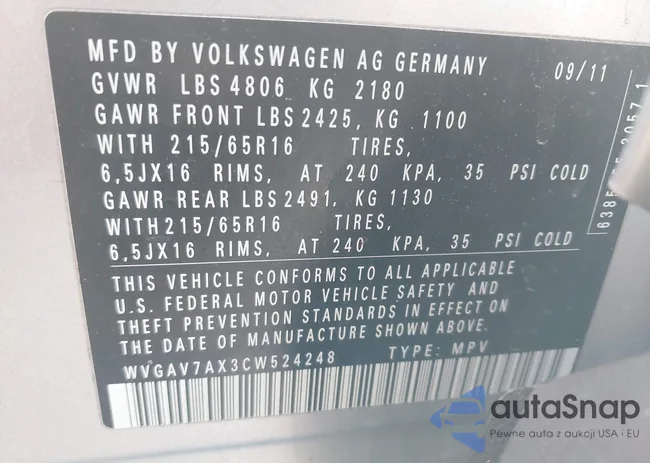 MFD BY VOLKSWAGEN AG GERMANY 09/11
GVWR LBS 4806 KG 2180
GAWR FRONT LBS 2425, KG 1100
WITH 215/65R16 TIRES,
6,5JX16 RIMS, AT 240 KPA, 35 PSI COLD
GAWR REAR LBS 2491, KG 1130
WITH 215/65R16 TIRES,
6,5JX16 RIMS, AT 240 KPA, 35 PSI COLD
THIS VEHICLE CONFORMS TO ALL APPLICABLE
U.S. FEDERAL MOTOR VEHICLE SAFETY AND
THEFT PREVENTION STANDARDS IN EFFECT ON
THE DATE OF MANUFACTURE SHOWN ABOVE.
WVGAV7AX3CW524248 TYPE: MPV
autaSnap
Pewne auta z aukcji USA i EU